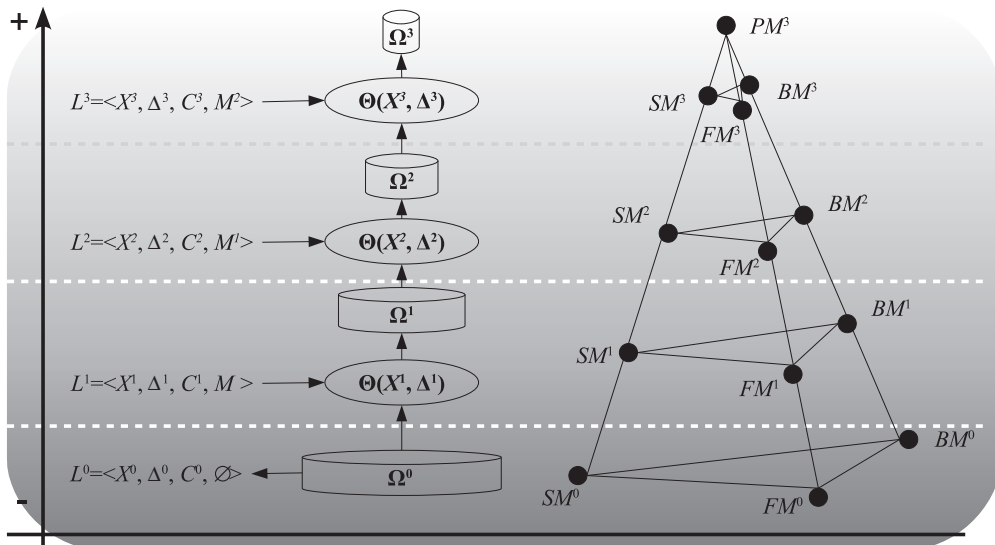 +
Ω³
PM³
L³=<X³, Δ³, C³, M²>
Θ(X³, Δ³)
SM³
BM³
FM³
Ω²
SM²
BM²
L²=<X², Δ², C², M¹>
Θ(X², Δ²)
FM²
Ω¹
BM¹
SM¹
L¹=<X¹, Δ¹, C¹, M >
Θ(X¹, Δ¹)
FM¹
BM⁰
L⁰=<X⁰, Δ⁰, C⁰, ∅>
Ω⁰
SM⁰
FM⁰
-